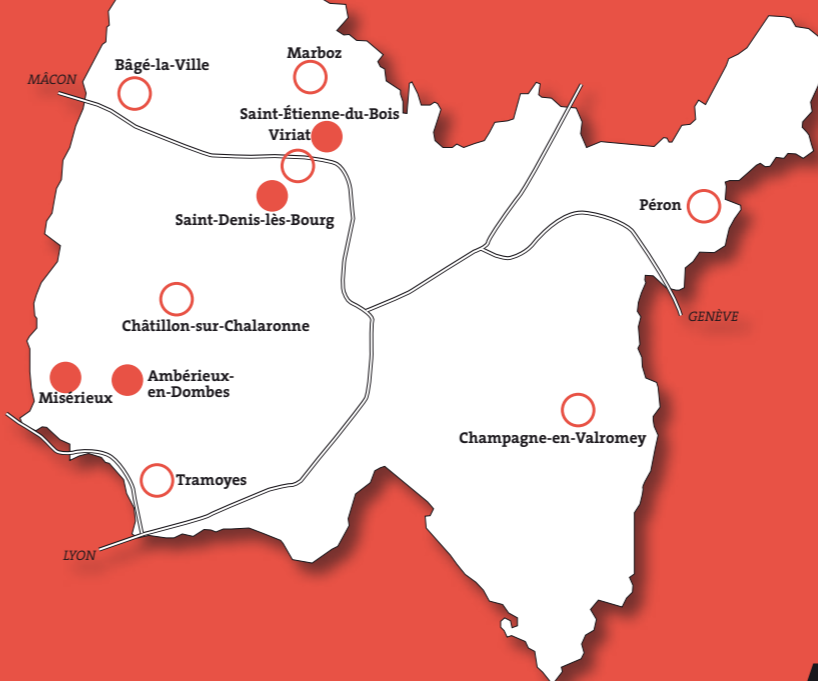 Marboz
Bâgé-la-Ville
MÂCON
Saint-Étienne-du-Bois
Viriat
Péron
Saint-Denis-lès-Bourg
GENÈVE
Châtillon-sur-Chalaronne
Ambérieux-
en-Dombes
Misérieux
Champagne-en-Valromey
Tramoyes
LYON